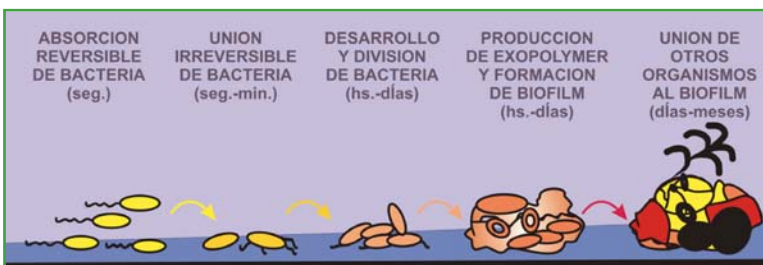 ABSORCION
REVERSIBLE
DE BACTERIA
(seg.)
UNION
IRREVERSIBLE
DE BACTERIA
(seg.-min.)
DESARROLLO
Y DIVISION
DE BACTERIA
(hs.-días)
PRODUCCION
DE EXOPOLYMER
Y FORMACION
DE BIOFILM
(hs.-días)
UNION DE
OTROS
ORGANISMOS
AL BIOFILM
(días-meses)